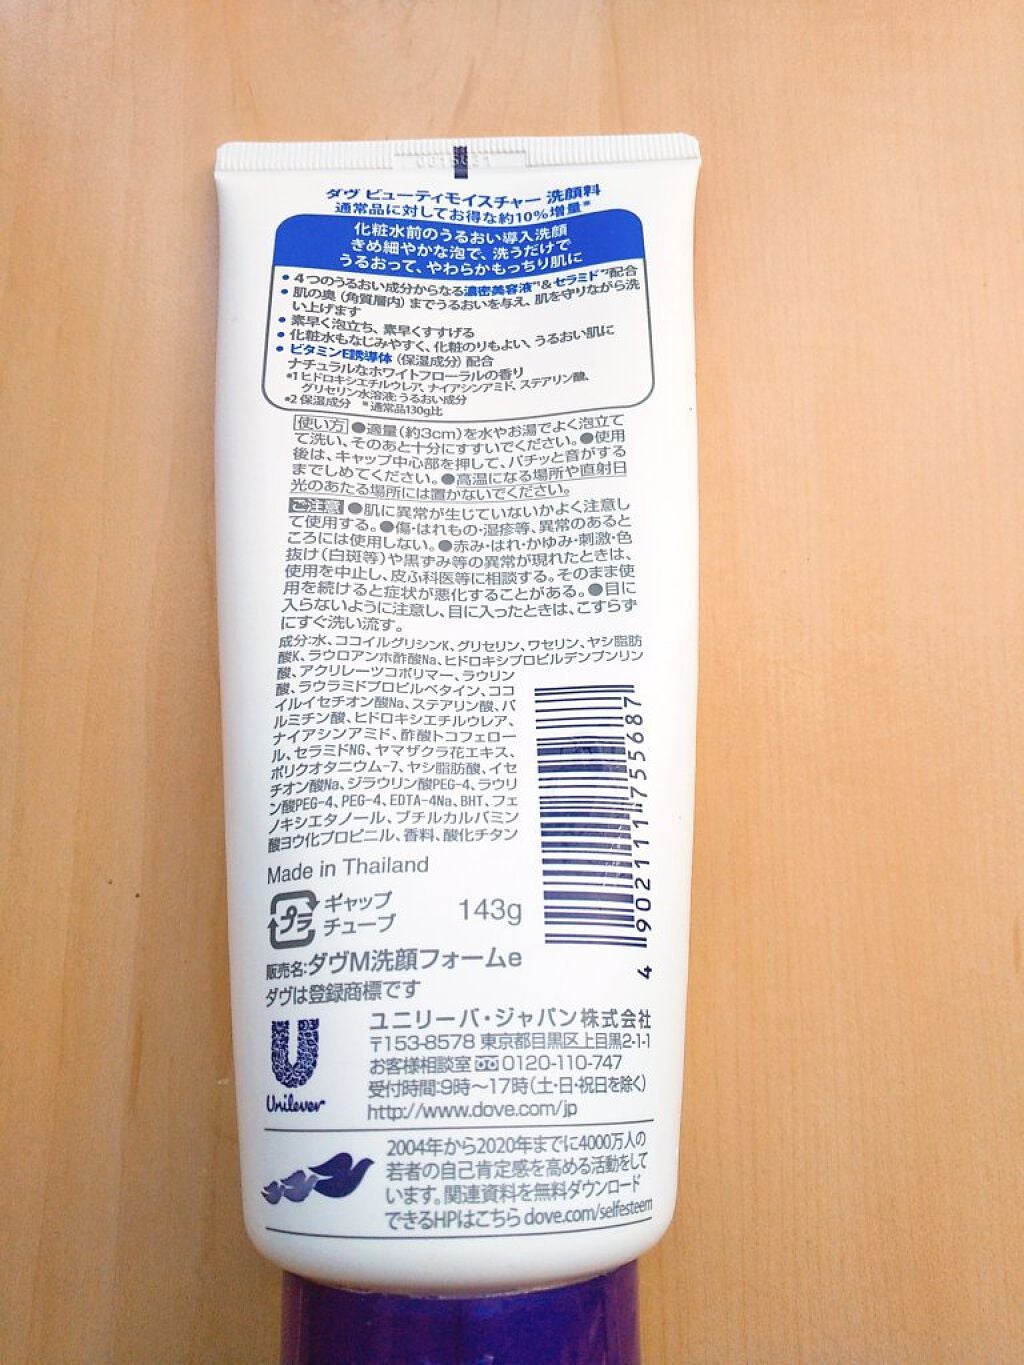 ダヴ ビューティモイスチャー 洗顔料
通常品に対してお得な約10%増量*
化粧水前のうるおい導入洗顔
きめ細やかな泡で、洗うだけで
うるおって、やわらかもっちり肌に
● 4つのうるおい成分からなる濃密美容液*1&セラミド*2配合
● 肌の奥（角質層内）までうるおいを与え、肌を守りながら洗
い上げます
● 素早く泡立ち、素早くすすげる
● 化粧水もなじみやすく、化粧のりもよい、うるおい肌に
● ビタミンE誘導体（保湿成分）配合
ナチュラルなホワイトフローラルの香り
*1 ヒドロキシエチルウレア、ナイアシンアミド、ステアリン酸、
グリセリン水溶液:うるおい成分
*2 保湿成分 *通常品130g比
使い方 ●適量（約3cm）を水やお湯でよく泡立て
て洗い、そのあと十分にすすいでください。●使用
後は、キャップ中心部を押して、パチッと音がする
までしめてください。●高温になる場所や直射日
光のあたる場所には置かないでください。
ご注意 ●肌に異常が生じていないかよく注意し
て使用する。●傷・はれもの・湿疹等、異常のあると
ころには使用しない。●赤み・はれ・かゆみ・刺激・色
抜け（白斑等）や黒ずみ等の異常が現れたときは、
使用を中止し、皮ふ科医等に相談する。そのまま使
用を続けると症状が悪化することがある。●目に
入らないように注意し、目に入ったときは、こすらず
にすぐ洗い流す。
成分:水、ココイルグリシンK、グリセリン、ワセリン、ヤシ脂肪
酸K、ラウロアンホ酢酸Na、ヒドロキシプロピルデンプンリン
酸、アクリレーツコポリマー、ラウリン
酸、ラウラミドプロピルベタイン、ココ
イルイセチオン酸Na、ステアリン酸、パ
ルミチン酸、ヒドロキシエチルウレア、
ナイアシンアミド、酢酸トコフェロー
ル、セラミドNG、ヤマザクラ花エキス、
ポリクオタニウム-7、ヤシ脂肪酸、イセ
チオン酸Na、ジラウリン酸PEG-4、ラウリ
ン酸PEG-4、PEG-4、EDTA-4Na、BHT、フェ
ノキシエタノール、ブチルカルバミン
酸ヨウ化プロピニル、香料、酸化チタン
4902111755687
Made in Thailand
プラ
キャップ
チューブ
143g
販売名:ダヴM洗顔フォームe
ダヴは登録商標です
Unilever
ユニリーバ・ジャパン株式会社
〒153-8578 東京都目黒区上目黒2-1-1
お客様相談室 0120-110-747
受付時間:9時〜17時（土・日・祝日を除く）
http://www.dove.com/jp
2004年から2020年までに4000万人の
若者の自己肯定感を高める活動をして
います。関連資料を無料ダウンロード
できるHPはこちら dove.com/selfesteem